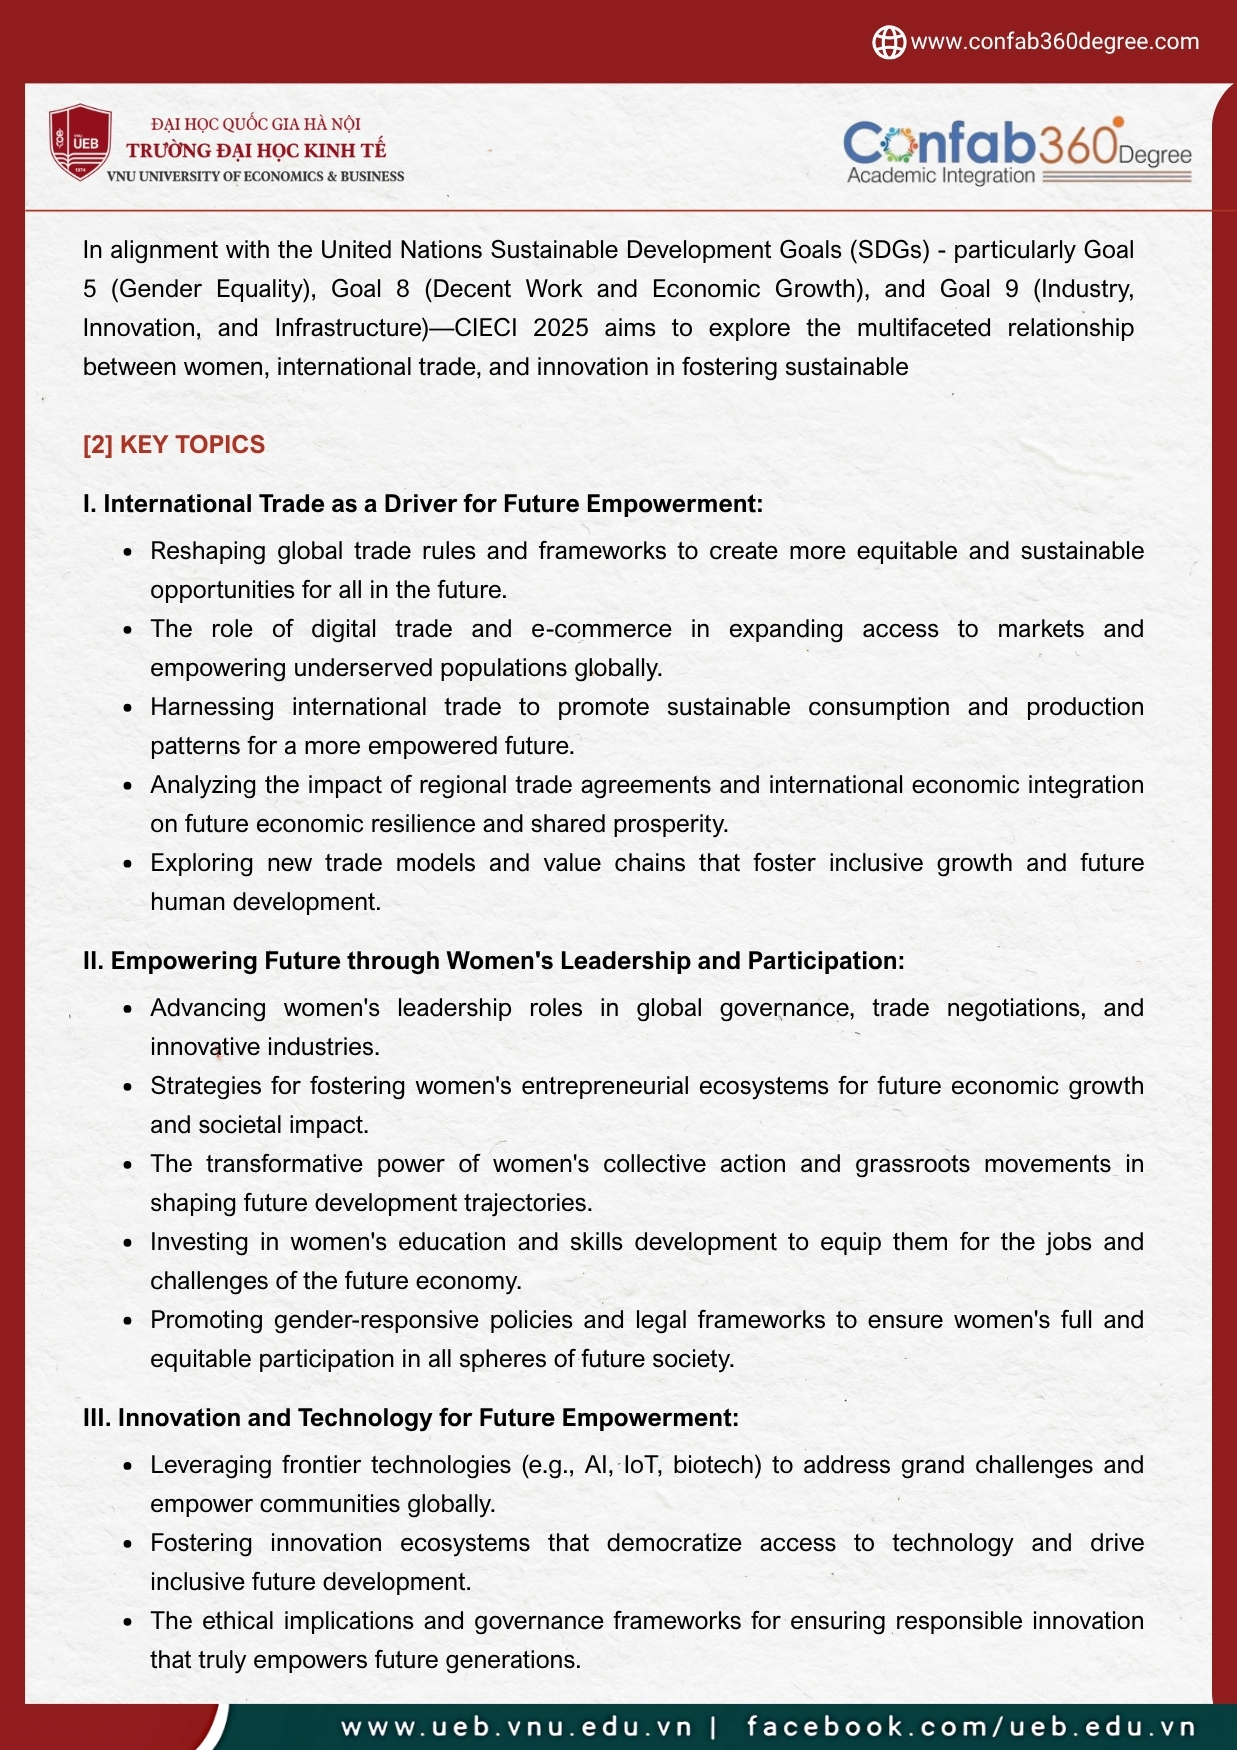 www.confab360degree.com
ĐẠI HỌC QUỐC GIA HÀ NỘI
TRƯỜNG ĐẠI HỌC KINH TẾ
VNU UNIVERSITY OF ECONOMICS & BUSINESS
VNU
UEB
1974
Confab360 Degree
Academic Integration
In alignment with the United Nations Sustainable Development Goals (SDGs) - particularly Goal
5 (Gender Equality), Goal 8 (Decent Work and Economic Growth), and Goal 9 (Industry,
Innovation, and Infrastructure)—CIECI 2025 aims to explore the multifaceted relationship
between women, international trade, and innovation in fostering sustainable
[2] KEY TOPICS
I. International Trade as a Driver for Future Empowerment:
• Reshaping global trade rules and frameworks to create more equitable and sustainable
opportunities for all in the future.
• The role of digital trade and e-commerce in expanding access to markets and
empowering underserved populations globally.
• Harnessing international trade to promote sustainable consumption and production
patterns for a more empowered future.
• Analyzing the impact of regional trade agreements and international economic integration
on future economic resilience and shared prosperity.
• Exploring new trade models and value chains that foster inclusive growth and future
human development.
II. Empowering Future through Women's Leadership and Participation:
• Advancing women's leadership roles in global governance, trade negotiations, and
innovative industries.
• Strategies for fostering women's entrepreneurial ecosystems for future economic growth
and societal impact.
• The transformative power of women's collective action and grassroots movements in
shaping future development trajectories.
• Investing in women's education and skills development to equip them for the jobs and
challenges of the future economy.
• Promoting gender-responsive policies and legal frameworks to ensure women's full and
equitable participation in all spheres of future society.
III. Innovation and Technology for Future Empowerment:
• Leveraging frontier technologies (e.g., AI, IoT, biotech) to address grand challenges and
empower communities globally.
• Fostering innovation ecosystems that democratize access to technology and drive
inclusive future development.
• The ethical implications and governance frameworks for ensuring responsible innovation
that truly empowers future generations.
www.ueb.vnu.edu.vn | facebook.com/ueb.edu.vn